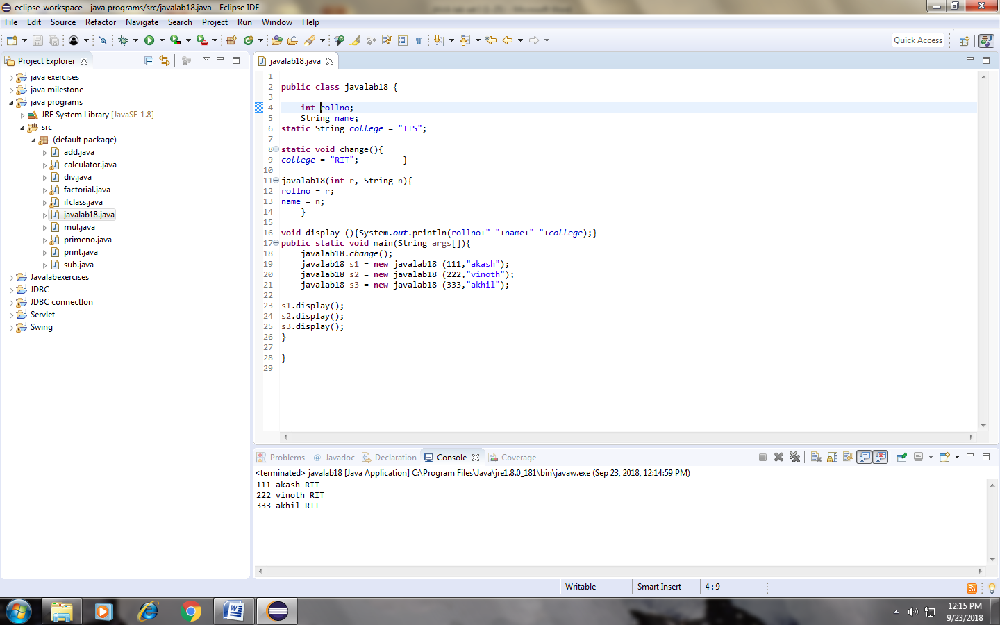 eclipse-workspace - java programs/src/javalab18.java - Eclipse IDE
File Edit Source Refactor Navigate Search Project Run Window Help
Quick Access
Project Explorer
java exercises
java milestone
java programs
JRE System Library [JavaSE-1.8]
src
(default package)
add.java
calculator.java
div.java
factorial.java
ifclass.java
javalab18.java
mul.java
primeno.java
print.java
sub.java
Javalabexercises
JDBC
JDBC connectIon
Servlet
Swing
javalab18.java
1
2 public class javalab18 {
3
4 int rollno;
5 String name;
6 static String college = "ITS";
7
8 static void change(){
9 college = "RIT"; }
10
11 javalab18(int r, String n){
12 rollno = r;
13 name = n;
14 }
15
16 void display (){System.out.println(rollno+" "+name+" "+college);}
17 public static void main(String args[]){
18 javalab18.change();
19 javalab18 s1 = new javalab18 (111,"akash");
20 javalab18 s2 = new javalab18 (222,"vinoth");
21 javalab18 s3 = new javalab18 (333,"akhil");
22
23 s1.display();
24 s2.display();
25 s3.display();
26 }
27
28 }
29
Problems @ Javadoc Declaration Console Coverage
<terminated> javalab18 [Java Application] C:\Program Files\Java\jre1.8.0_181\bin\javaw.exe (Sep 23, 2018, 12:14:59 PM)
111 akash RIT
222 vinoth RIT
333 akhil RIT
Writable Smart Insert 4 : 9
12:15 PM
9/23/2018